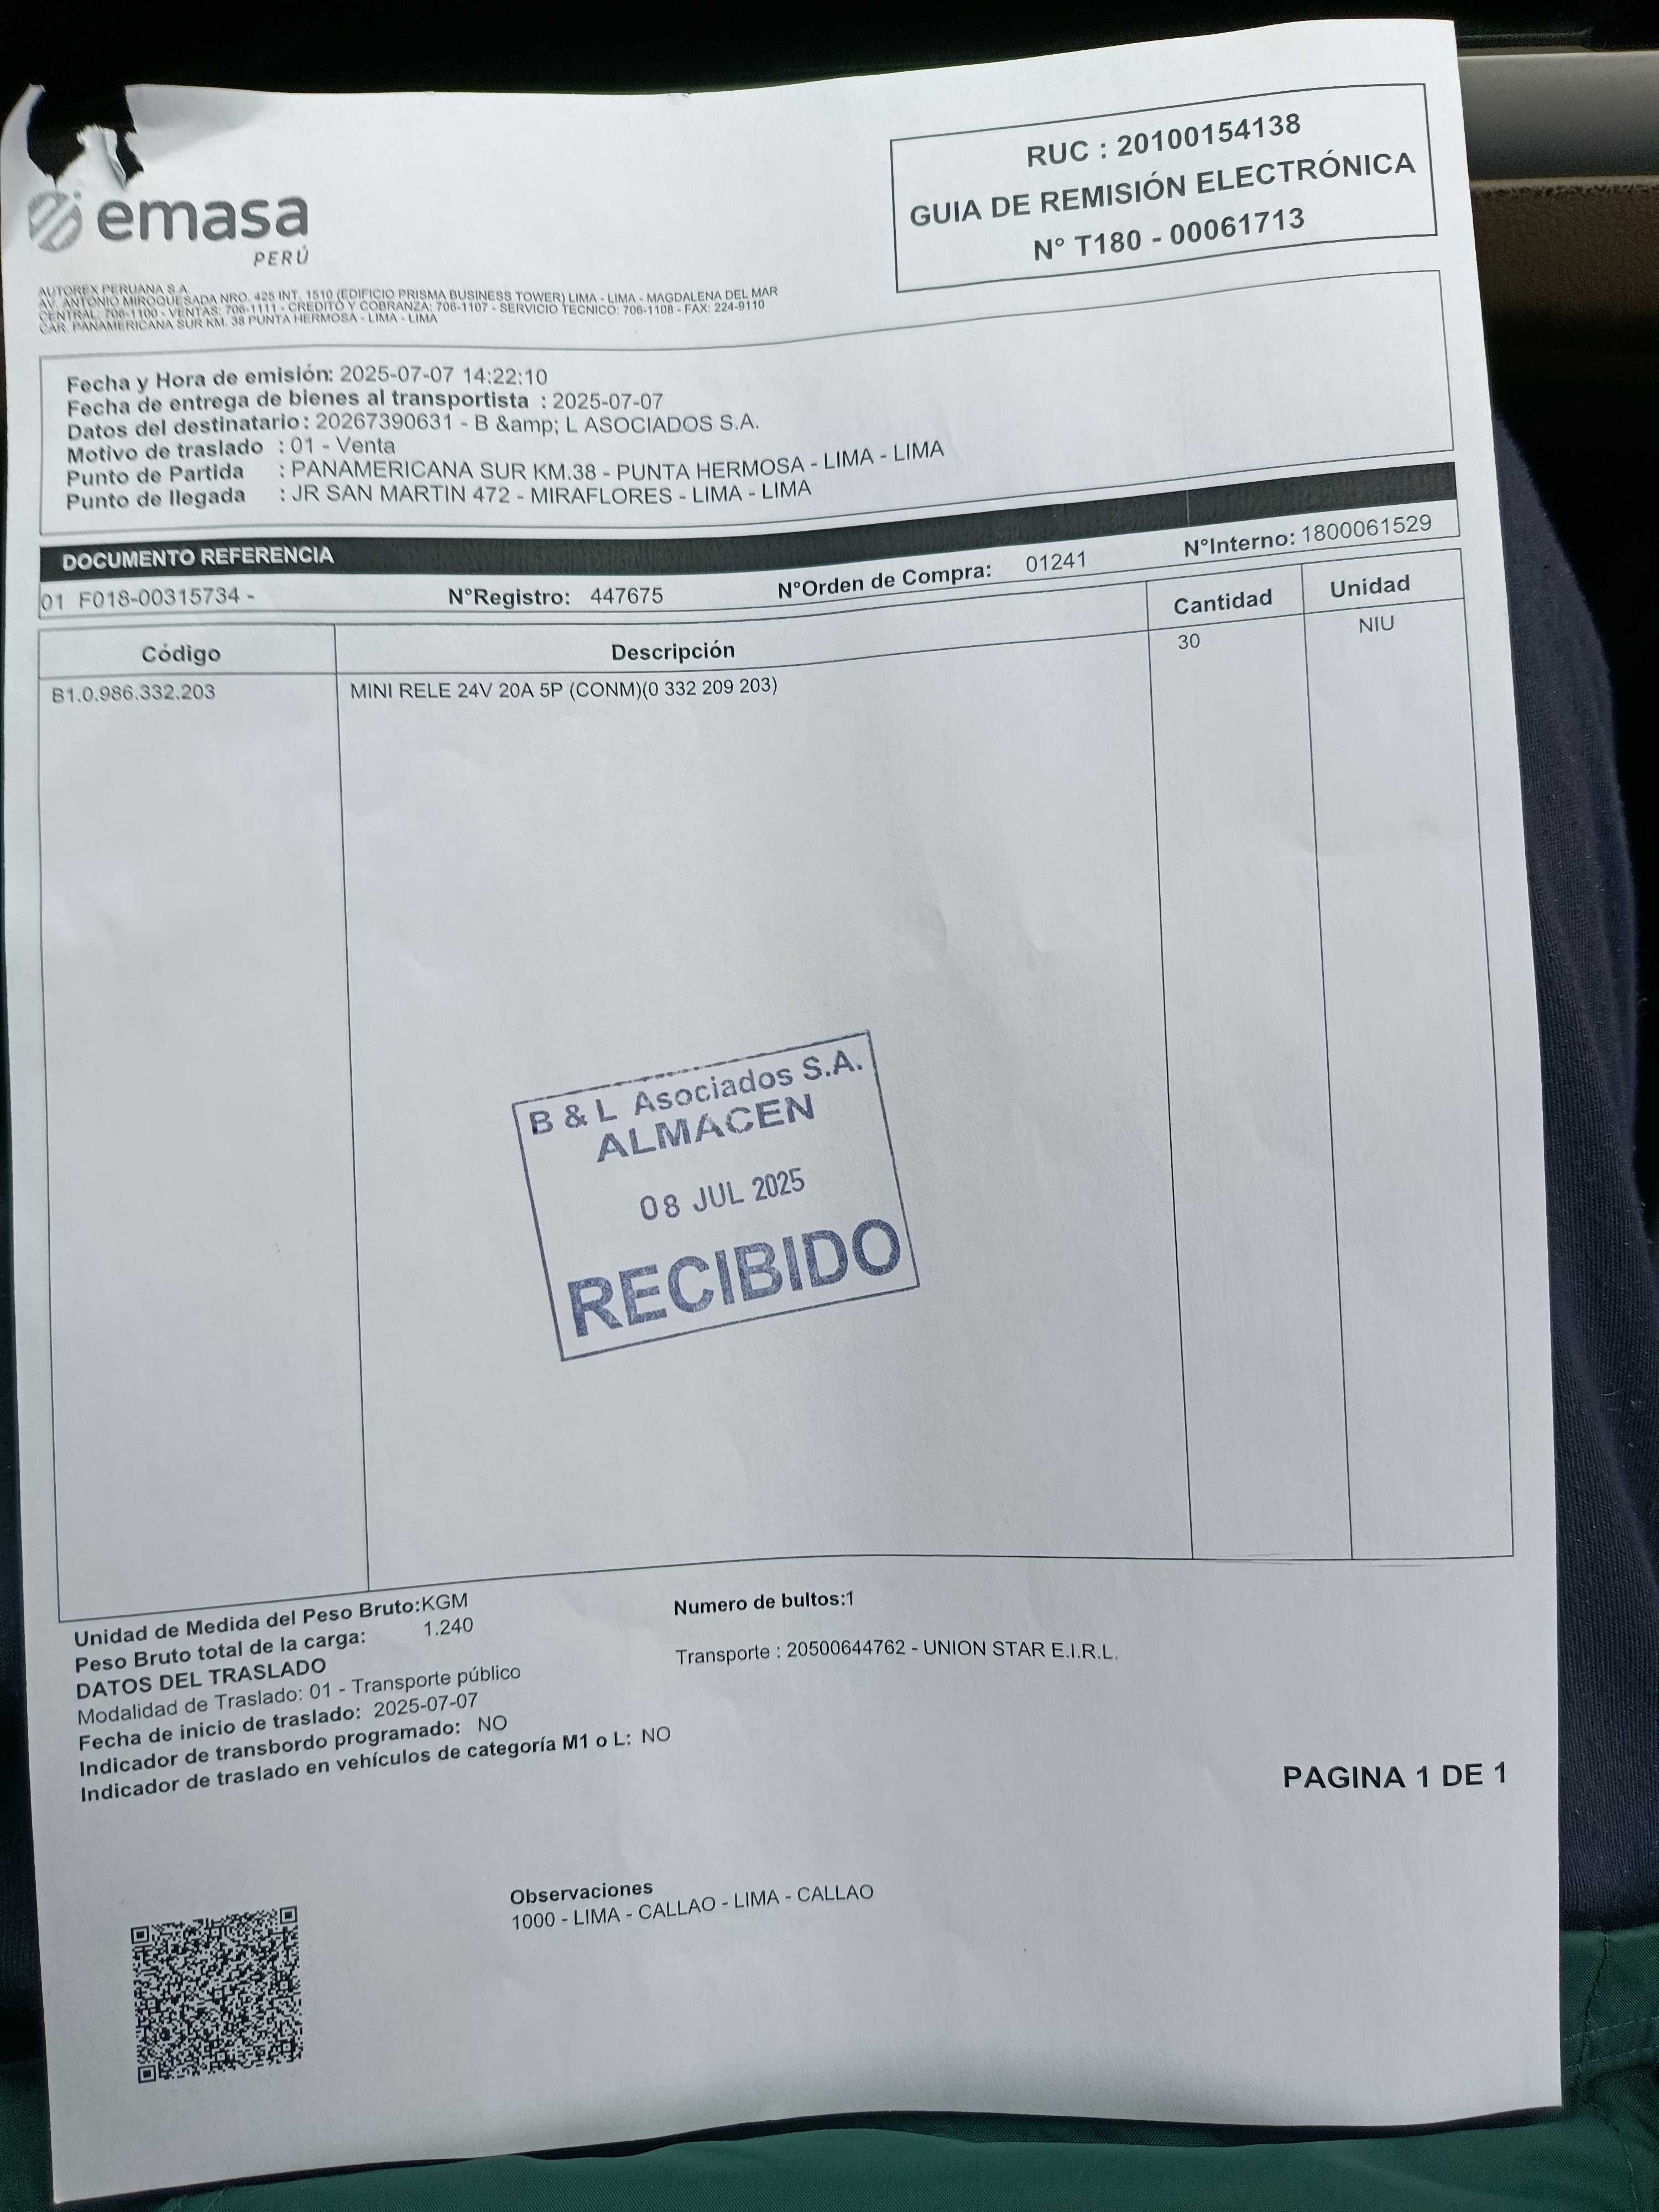 emasa
PERÚ
RUC : 20100154138
GUIA DE REMISIÓN ELECTRÓNICA
N° T180 - 00061713
AUTOREX PERUANA S.A.
AV. ANTONIO MIROQUESADA NRO. 425 INT. 1510 (EDIFICIO PRISMA BUSINESS TOWER) LIMA - LIMA - MAGDALENA DEL MAR
CENTRAL: 706-1100 - VENTAS: 706-1111 - CREDITO Y COBRANZA: 706-1107 - SERVICIO TECNICO: 706-1108 - FAX: 224-9110
CAR. PANAMERICANA SUR KM. 38 PUNTA HERMOSA - LIMA - LIMA
Fecha y Hora de emisión: 2025-07-07 14:22:10
Fecha de entrega de bienes al transportista : 2025-07-07
Datos del destinatario : 20267390631 - B &amp; L ASOCIADOS S.A.
Motivo de traslado : 01 - Venta
Punto de Partida : PANAMERICANA SUR KM.38 - PUNTA HERMOSA - LIMA - LIMA
Punto de llegada : JR SAN MARTIN 472 - MIRAFLORES - LIMA - LIMA
DOCUMENTO REFERENCIA
01 F018-00315734 - N°Registro: 447675 N°Orden de Compra: 01241 N°Interno: 1800061529
Código Descripción Cantidad Unidad
B1.0.986.332.203 MINI RELE 24V 20A 5P (CONM)(0 332 209 203) 30 NIU
B & L Asociados S.A.
ALMACEN
08 JUL 2025
RECIBIDO
Unidad de Medida del Peso Bruto:KGM Numero de bultos:1
Peso Bruto total de la carga: 1.240
DATOS DEL TRASLADO Transporte : 20500644762 - UNION STAR E.I.R.L.
Modalidad de Traslado: 01 - Transporte público
Fecha de inicio de traslado: 2025-07-07
Indicador de transbordo programado: NO
Indicador de traslado en vehículos de categoría M1 o L: NO
PAGINA 1 DE 1
Observaciones
1000 - LIMA - CALLAO - LIMA - CALLAO